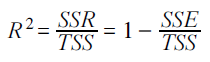 R² = SSR/TSS = 1 − SSE/TSS